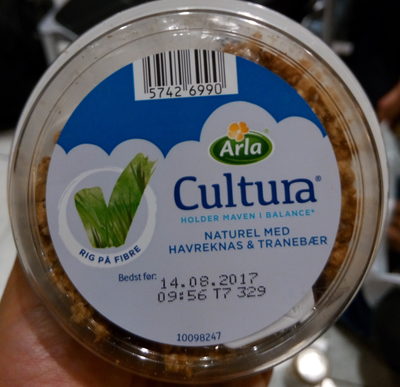 5742 6990
Arla
Cultura®
HOLDER MAVEN I BALANCE*
NATUREL MED
HAVREKNAS & TRANEBÆR
RIG PÅ FIBRE
Bedst før: 14.08.2017
09:56 T7 329
10098247